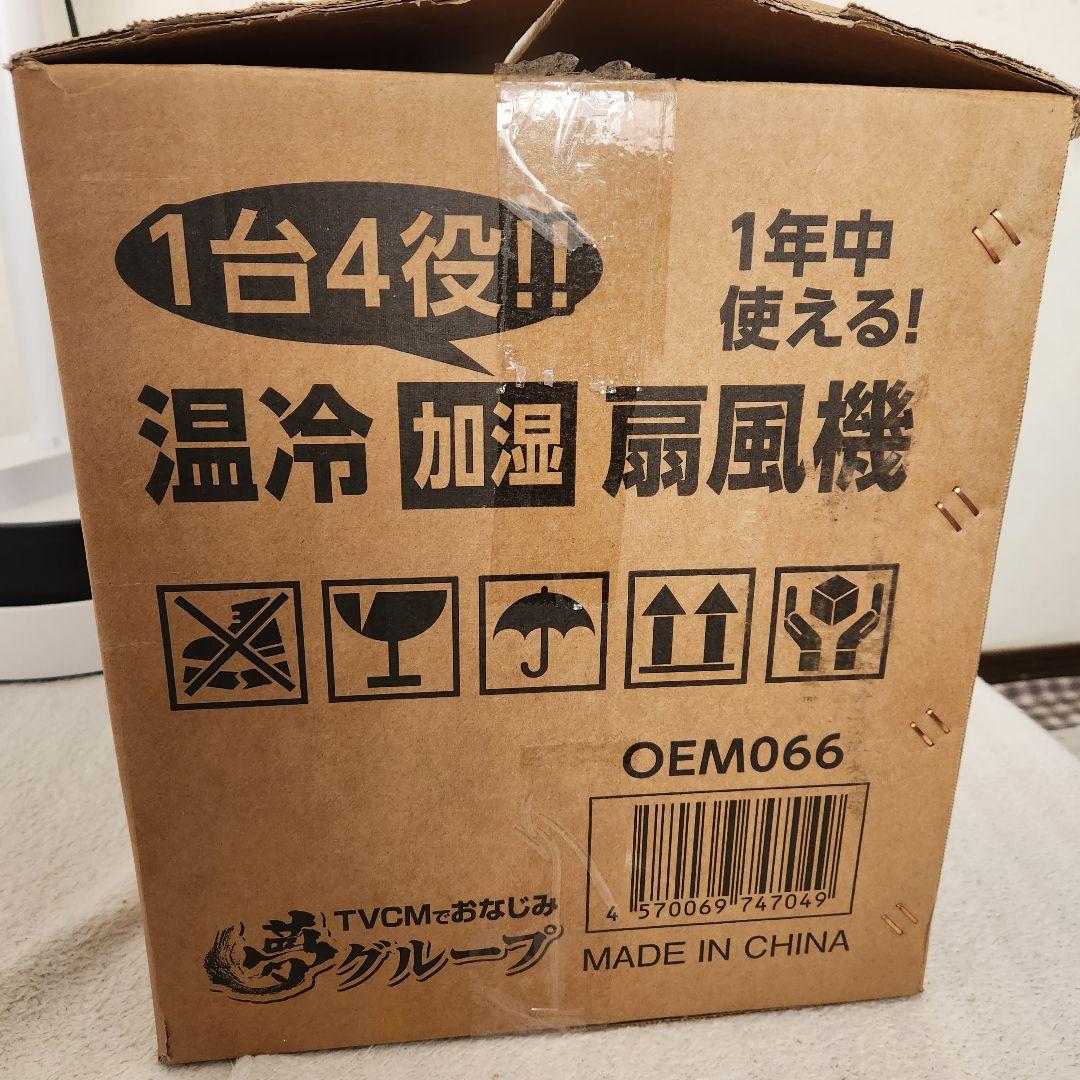 1台4役!!
1年中
使える!
温冷 加湿 扇風機
OEM066
4 570069 747049
TVCMでおなじみ
夢グループ
MADE IN CHINA